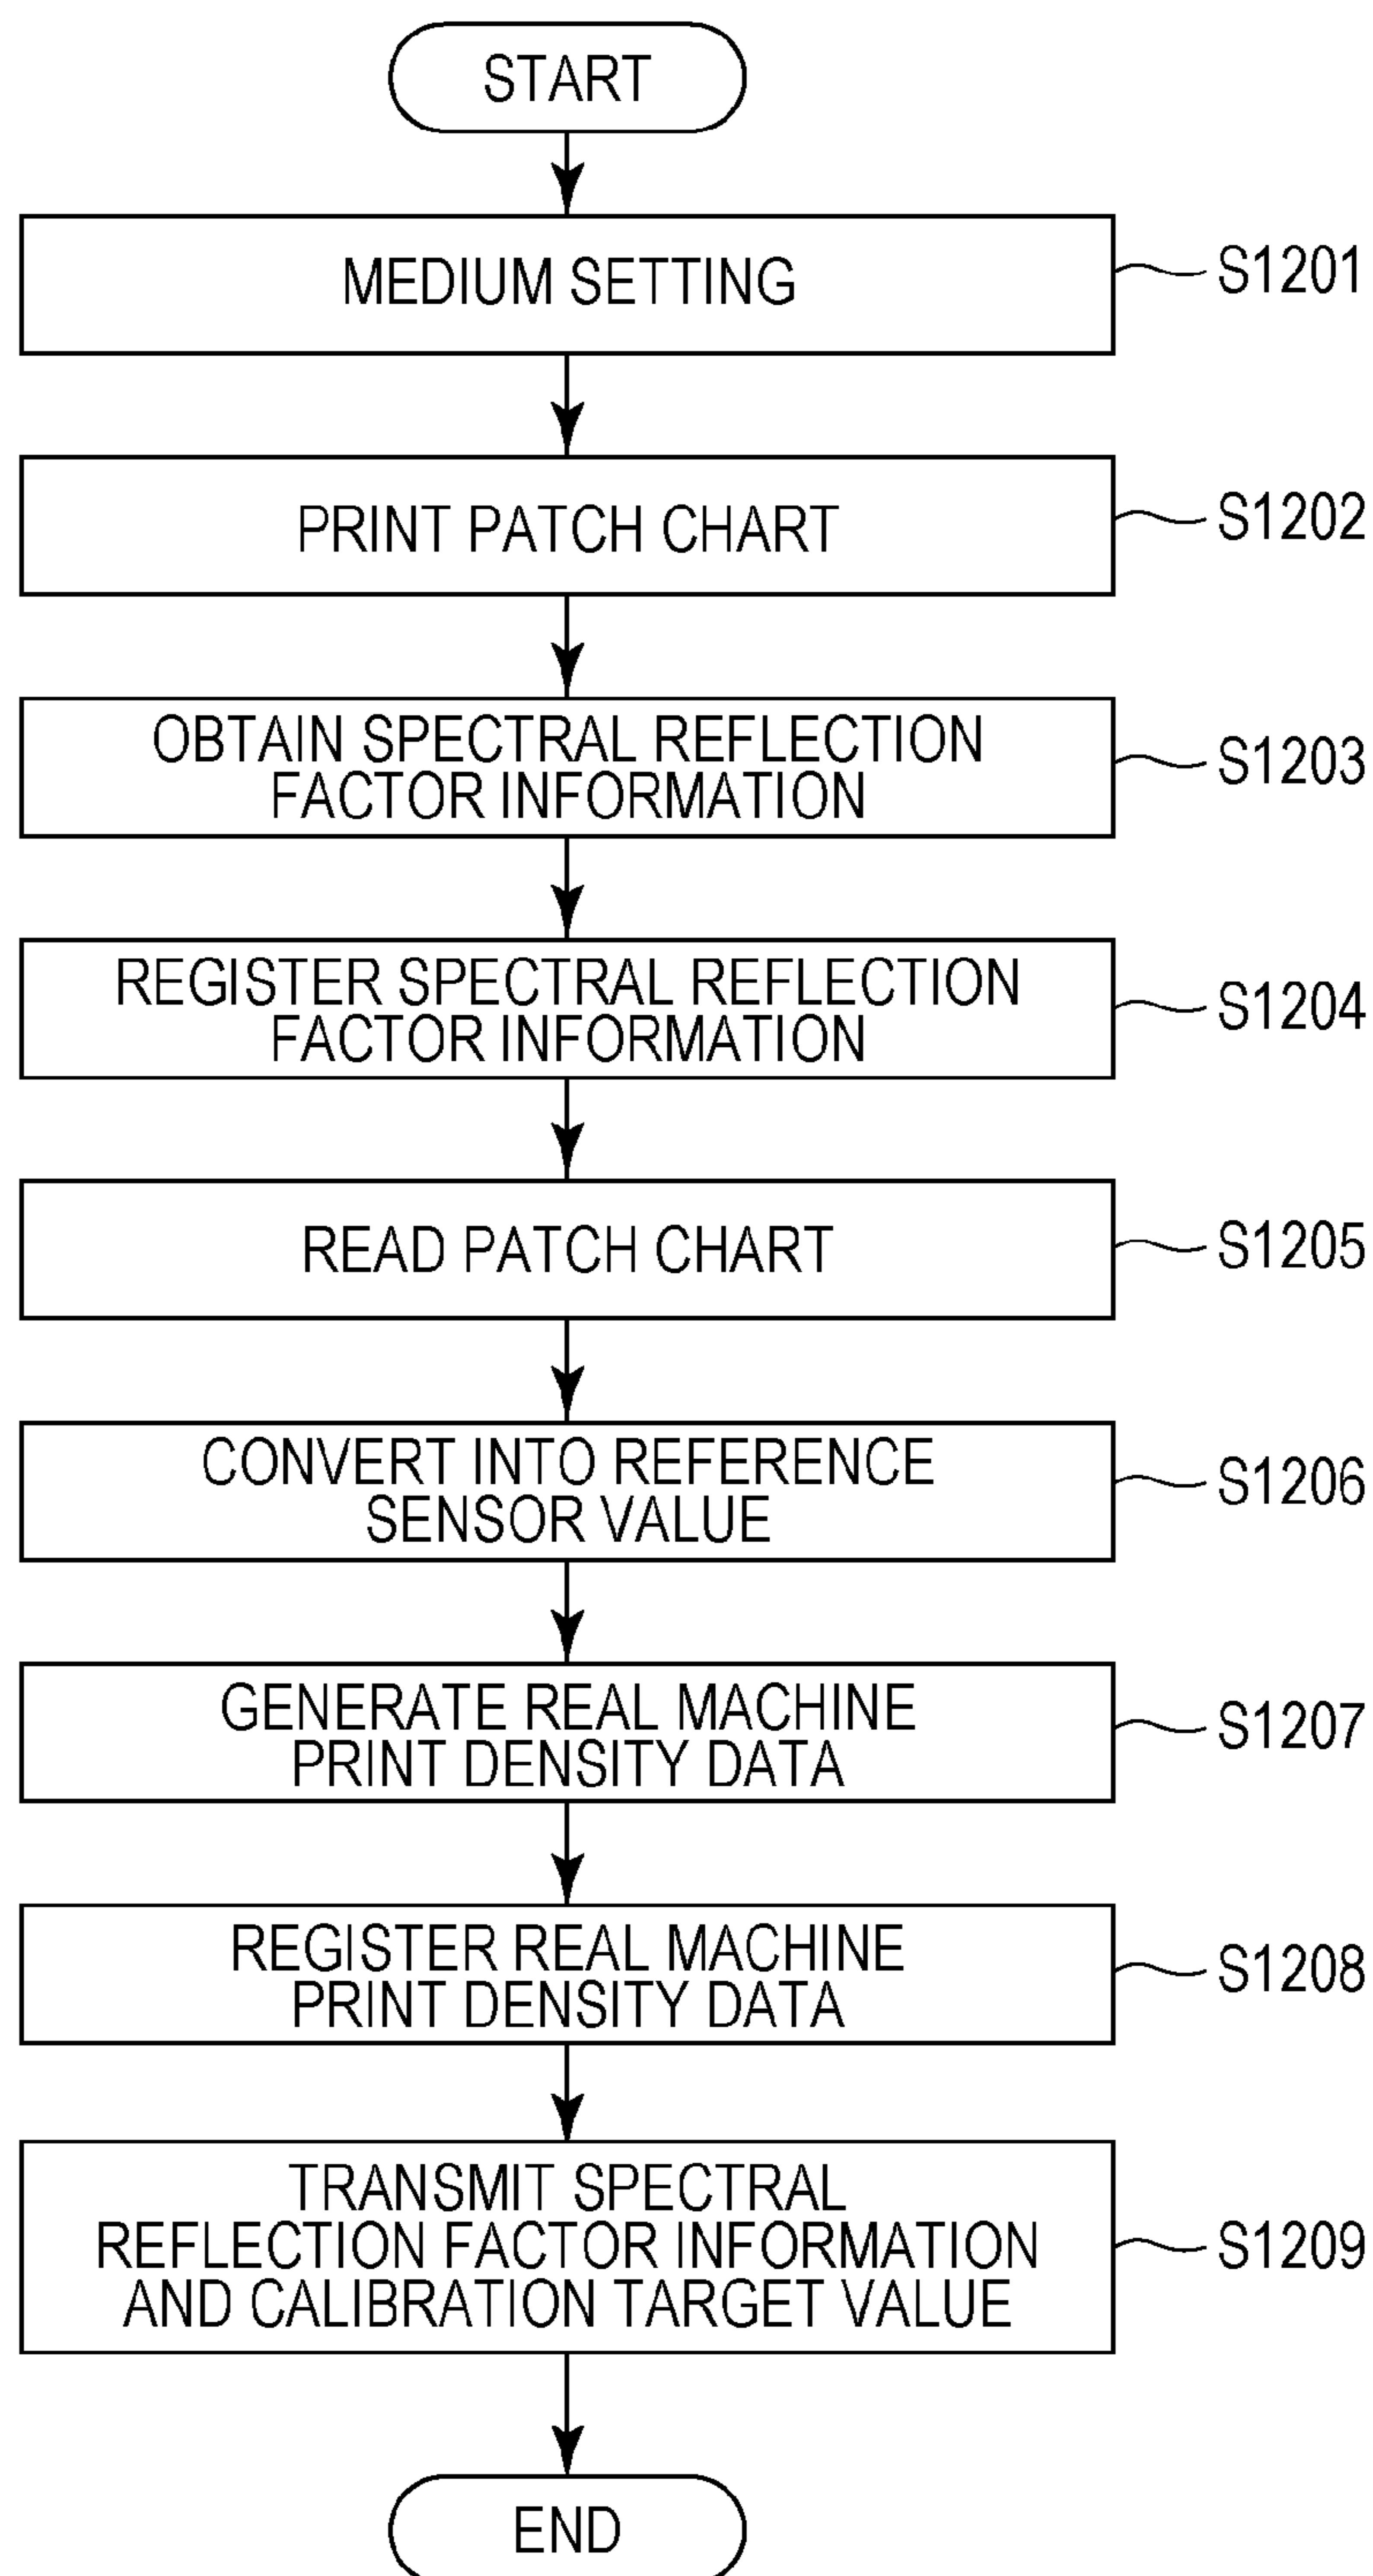 START
MEDIUM SETTING
S1201
PRINT PATCH CHART
S1202
OBTAIN SPECTRAL REFLECTION
FACTOR INFORMATION
S1203
REGISTER SPECTRAL REFLECTION
FACTOR INFORMATION
S1204
READ PATCH CHART
S1205
CONVERT INTO REFERENCE
SENSOR VALUE
S1206
GENERATE REAL MACHINE
PRINT DENSITY DATA
S1207
REGISTER REAL MACHINE
PRINT DENSITY DATA
S1208
TRANSMIT SPECTRAL
REFLECTION FACTOR INFORMATION
AND CALIBRATION TARGET VALUE
S1209
END